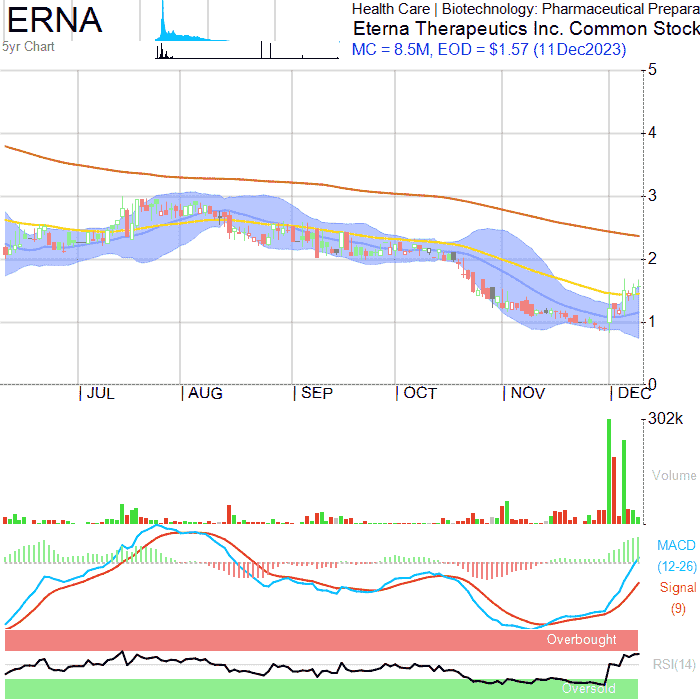 ERNA
Health Care | Biotechnology: Pharmaceutical Prepara
Eterna Therapeutics Inc. Common Stock
5yr Chart
MC = 8.5M, EOD = $1.57 (11Dec2023)
5
4
3
2
1
0
JUL
AUG
SEP
OCT
NOV
DEC
302k
Volume
MACD
(12-26)
Signal
(9)
Overbought
RSI(14)
Oversold